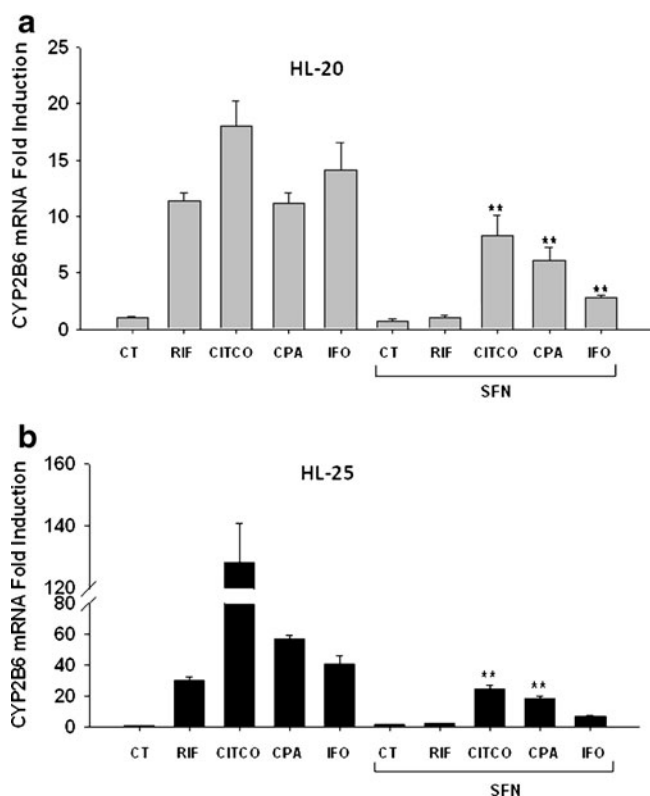 a
HL-20
CYP2B6 mRNA Fold Induction
25
20
15
10
5
0
** ** **
CT RIF CITCO CPA IFO CT RIF CITCO CPA IFO
SFN
b
HL-25
CYP2B6 mRNA Fold Induction
160
140
120
80
60
40
20
0
** **
CT RIF CITCO CPA IFO CT RIF CITCO CPA IFO
SFN